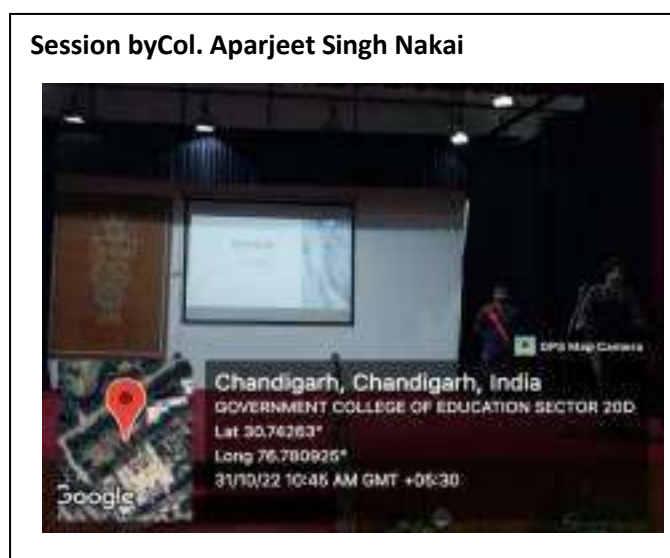 Session byCol. Aparjeet Singh Nakai
GPS Map Camera
Chandigarh, Chandigarh, India
GOVERNMENT COLLEGE OF EDUCATION SECTOR 20D
Lat 30.74263°
Long 76.780925°
31/10/22 10:45 AM GMT +05:30
Google